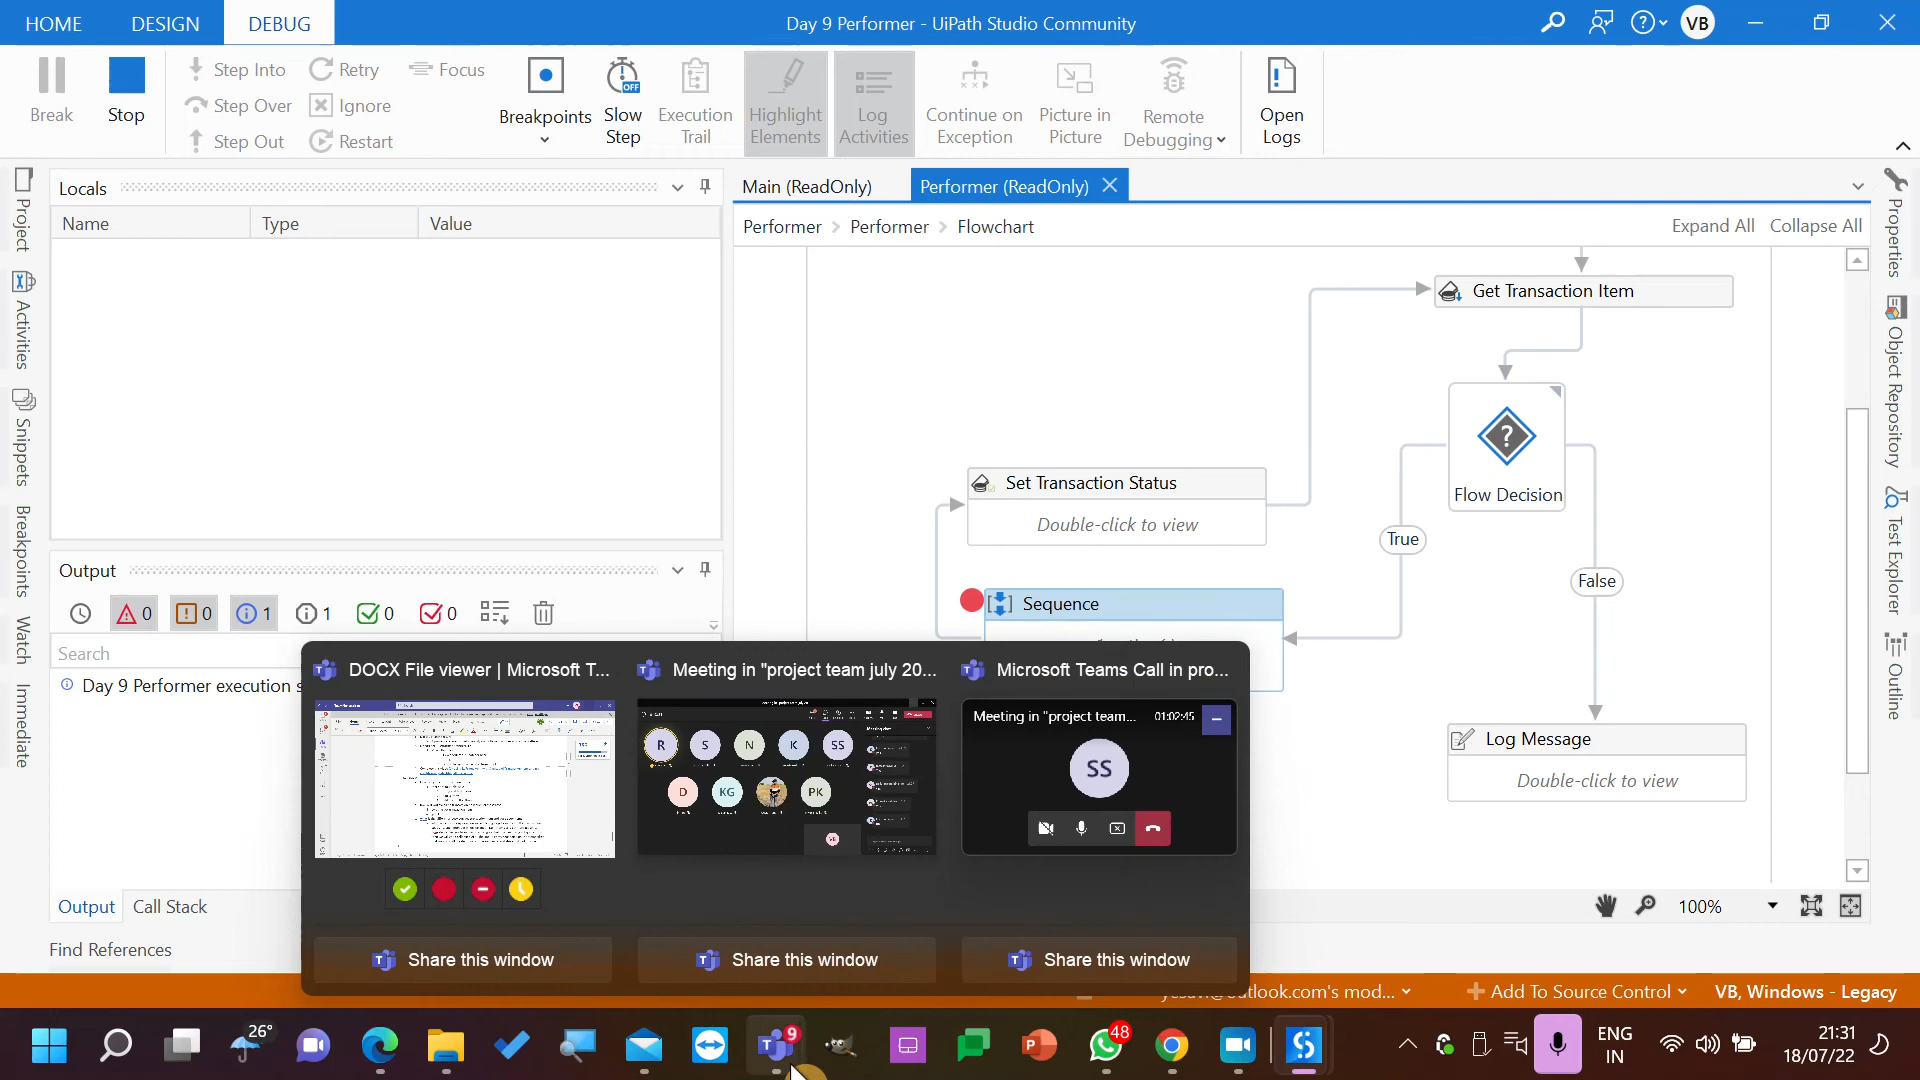 HOME DESIGN DEBUG Day 9 Performer - UiPath Studio Community VB
Break Stop Step Into Retry Focus Breakpoints Slow Step Execution Trail Highlight Elements Log Activities Continue on Exception Picture in Picture Remote Debugging Open Logs
Step Over Ignore
Step Out Restart
OFF
Locals
Name Type Value
Main (ReadOnly) Performer (ReadOnly)
Performer > Performer > Flowchart Expand All Collapse All
Project
Activities
Snippets
Breakpoints
Watch
Immediate
Get Transaction Item
Flow Decision
Set Transaction Status
Double-click to view
True
False
Sequence
Log Message
Double-click to view
Properties
Object Repository
Test Explorer
Outline
Output
0 0 1 1 0 0
Search
Day 9 Performer execution s
Output Call Stack
Find References
100%
DOCX File viewer | Microsoft T... Meeting in "project team july 20... Microsoft Teams Call in pro...
R S N K SS
D KG PK
VB
Meeting in "project team... 01:02:45
SS
Share this window Share this window Share this window
outlook.com's mod... Add To Source Control VB, Windows - Legacy
26° 9 48
ENG
IN
21:31
18/07/22